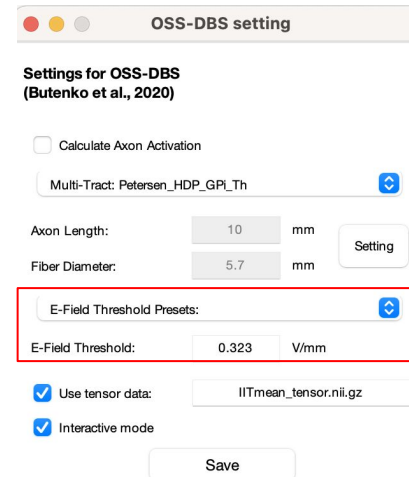 OSS-DBS setting
Settings for OSS-DBS
(Butenko et al., 2020)
Calculate Axon Activation
Multi-Tract: Petersen_HDP_GPi_Th
Axon Length: 10 mm
Setting
Fiber Diameter: 5.7 mm
E-Field Threshold Presets:
E-Field Threshold: 0.323 V/mm
Use tensor data: IITmean_tensor.nii.gz
Interactive mode
Save